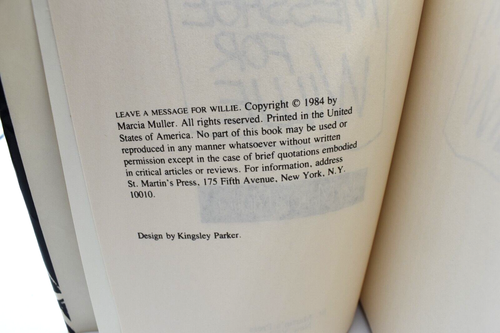 LEAVE A MESSAGE FOR WILLIE. Copyright © 1984 by
Marcia Muller. All rights reserved. Printed in the United
States of America. No part of this book may be used or
reproduced in any manner whatsoever without written
permission except in the case of brief quotations embodied
in critical articles or reviews. For information, address
St. Martin's Press, 175 Fifth Avenue, New York, N.Y.
10010.
Design by Kingsley Parker.